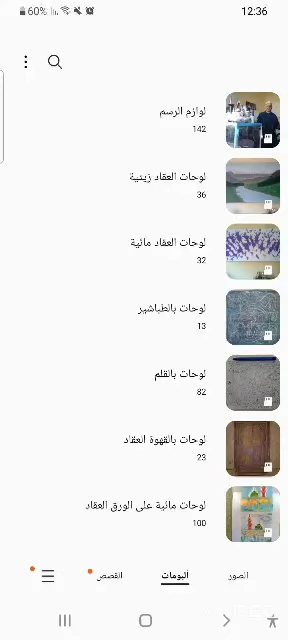 60% 12:36
لوازم الرسم
142
لوحات العقاد زيتية
36
لوحات العقاد مائية
32
لوحات بالطباشير
13
لوحات بالقلم
82
لوحات بالقهوة العقاد
23
لوحات مائية على الورق العقاد
100
الصور
ألبومات
القصص